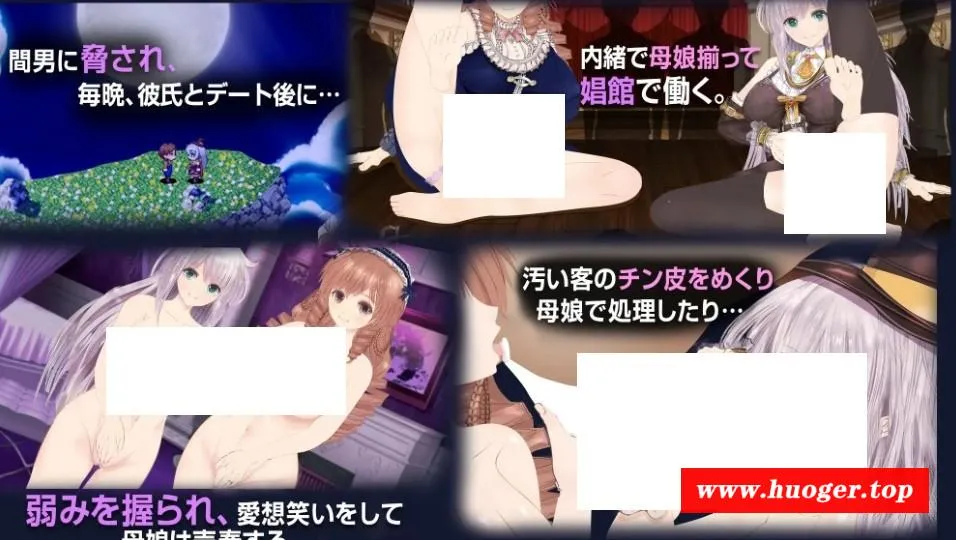 間男に脅され、
毎晩、彼氏とデート後に…
内緒で母娘揃って
娼館で働く。
汚い客のチン皮をめくり
母娘で処理したり…
弱みを握られ、愛想笑いをして
www.huoger.top